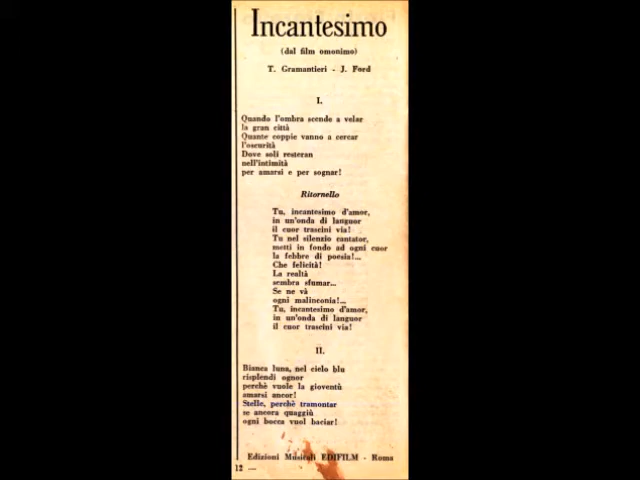 Incantesimo
(dal film omonimo)
T. Gramantieri - J. Ford
I.
Quando l'ombra scende a velar
la gran città
Quante coppie vanno a cercar
l'oscurità
Dove soli resteran
nell'intimità
per amarsi e per sognar!
Ritornello
Tu, incantesimo d'amor,
in un'onda di languor
il cuor trascini via!
Tu nel silenzio cantator,
metti in fondo ad ogni cuor
la febbre di poesia!...
Che felicità!
La realtà
sembra sfumar...
Se ne và
ogni malinconia!...
Tu, incantesimo d'amor,
in un'onda di languor
il cuor trascini via!
II.
Bianca luna, nel cielo blu
risplendi ognor
perchè vuole la gioventù
amarsi ancor!
Stelle, perchè tramontar
se ancora quaggiù
ogni bocca vuol baciar!
Edizioni Musicali EDIFILM - Roma
12 —